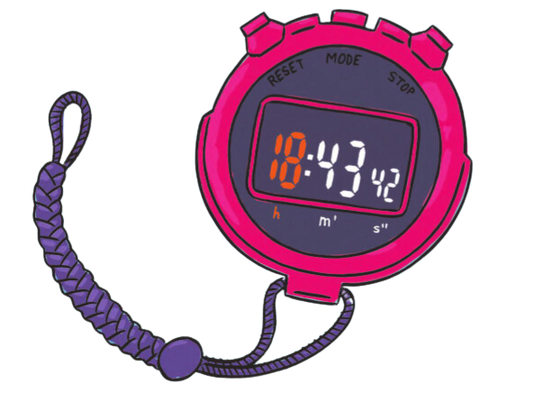 RESET MODE STOP
18:43 42
h m' s"